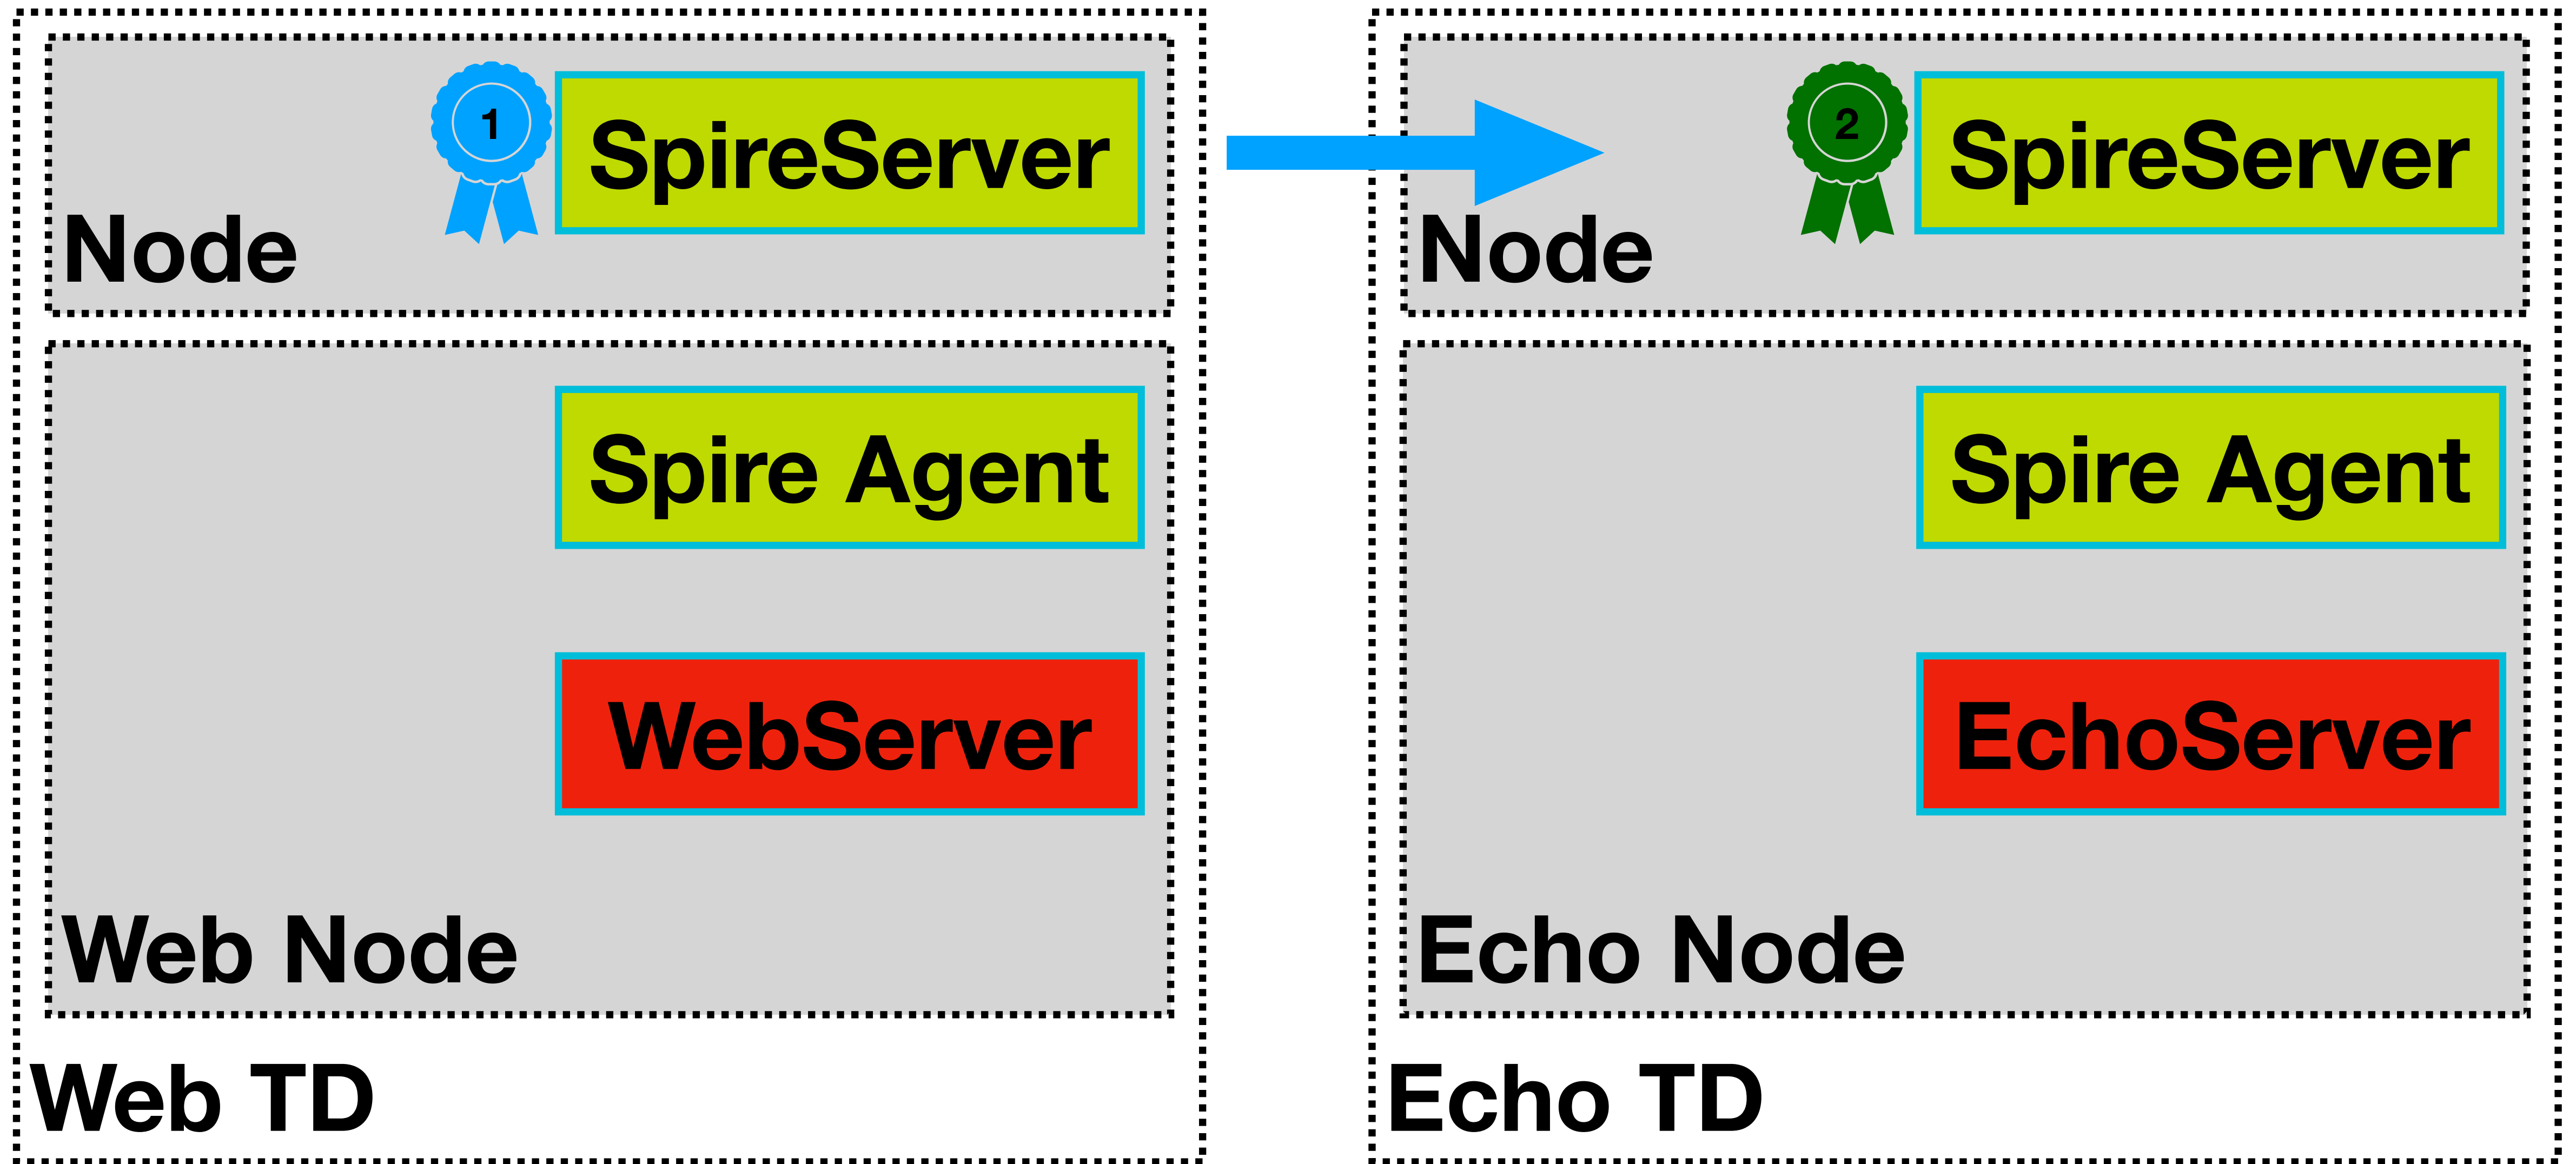 1
SpireServer
Node
Spire Agent
WebServer
Web Node
Web TD
2
SpireServer
Node
Spire Agent
EchoServer
Echo Node
Echo TD